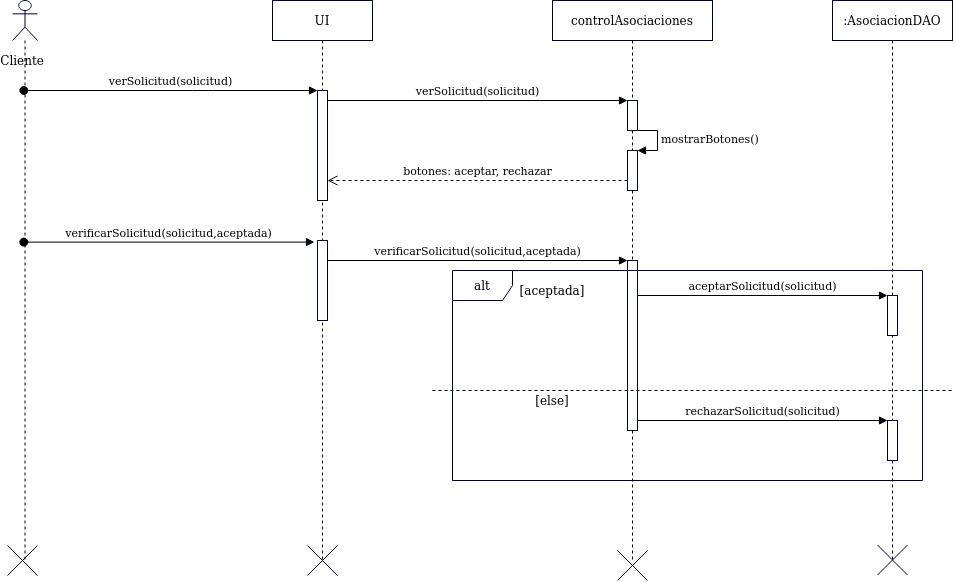 UI
controlAsociaciones
:AsociacionDAO
Cliente
verSolicitud(solicitud)
verSolicitud(solicitud)
mostrarBotones()
botones: aceptar, rechazar
verificarSolicitud(solicitud,aceptada)
verificarSolicitud(solicitud,aceptada)
alt
[aceptada]
aceptarSolicitud(solicitud)
[else]
rechazarSolicitud(solicitud)